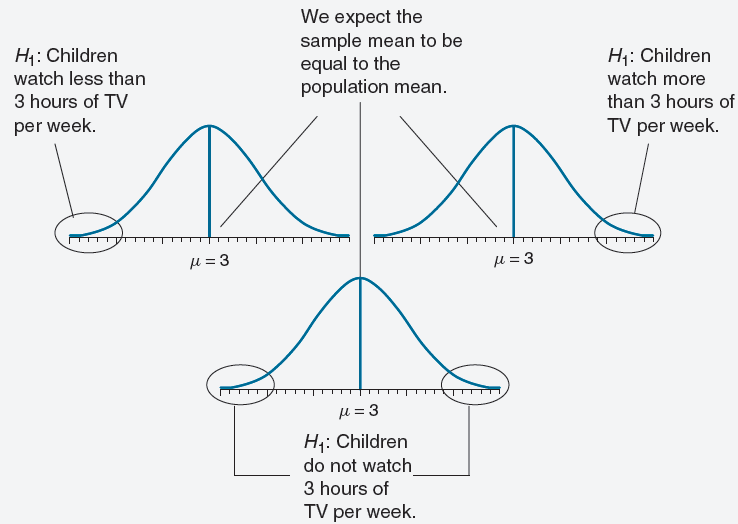 We expect the
sample mean to be
equal to the
population mean.
H₁: Children
watch less than
3 hours of TV
per week.
H₁: Children
watch more
than 3 hours of
TV per week.
μ = 3
μ = 3
μ = 3
H₁: Children
do not watch
3 hours of
TV per week.